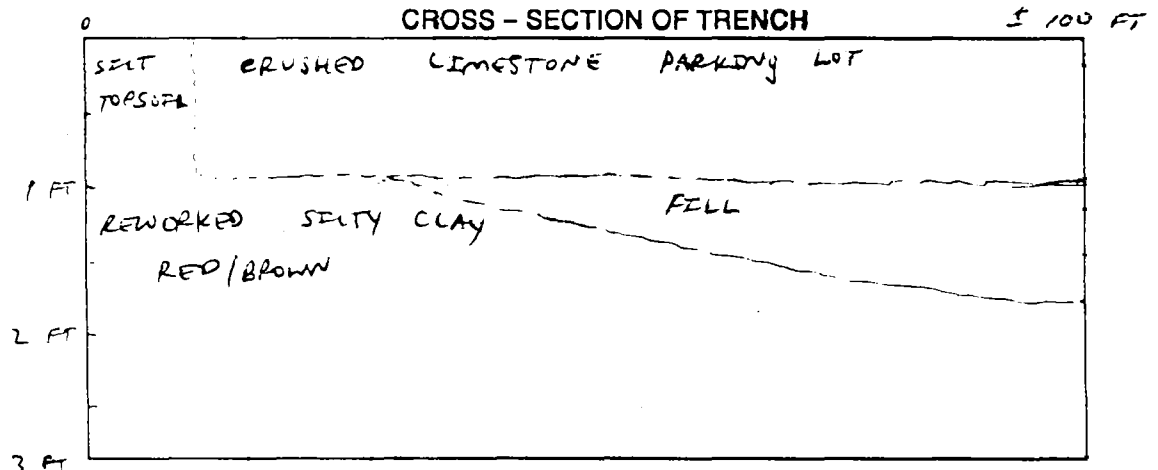 CROSS – SECTION OF TRENCH
0
± 100 FT
SILT CRUSHED LIMESTONE PARKING LOT
TOPSOIL
1 FT
FILL
REWORKED SILTY CLAY
RED/BROWN
2 FT
3 FT